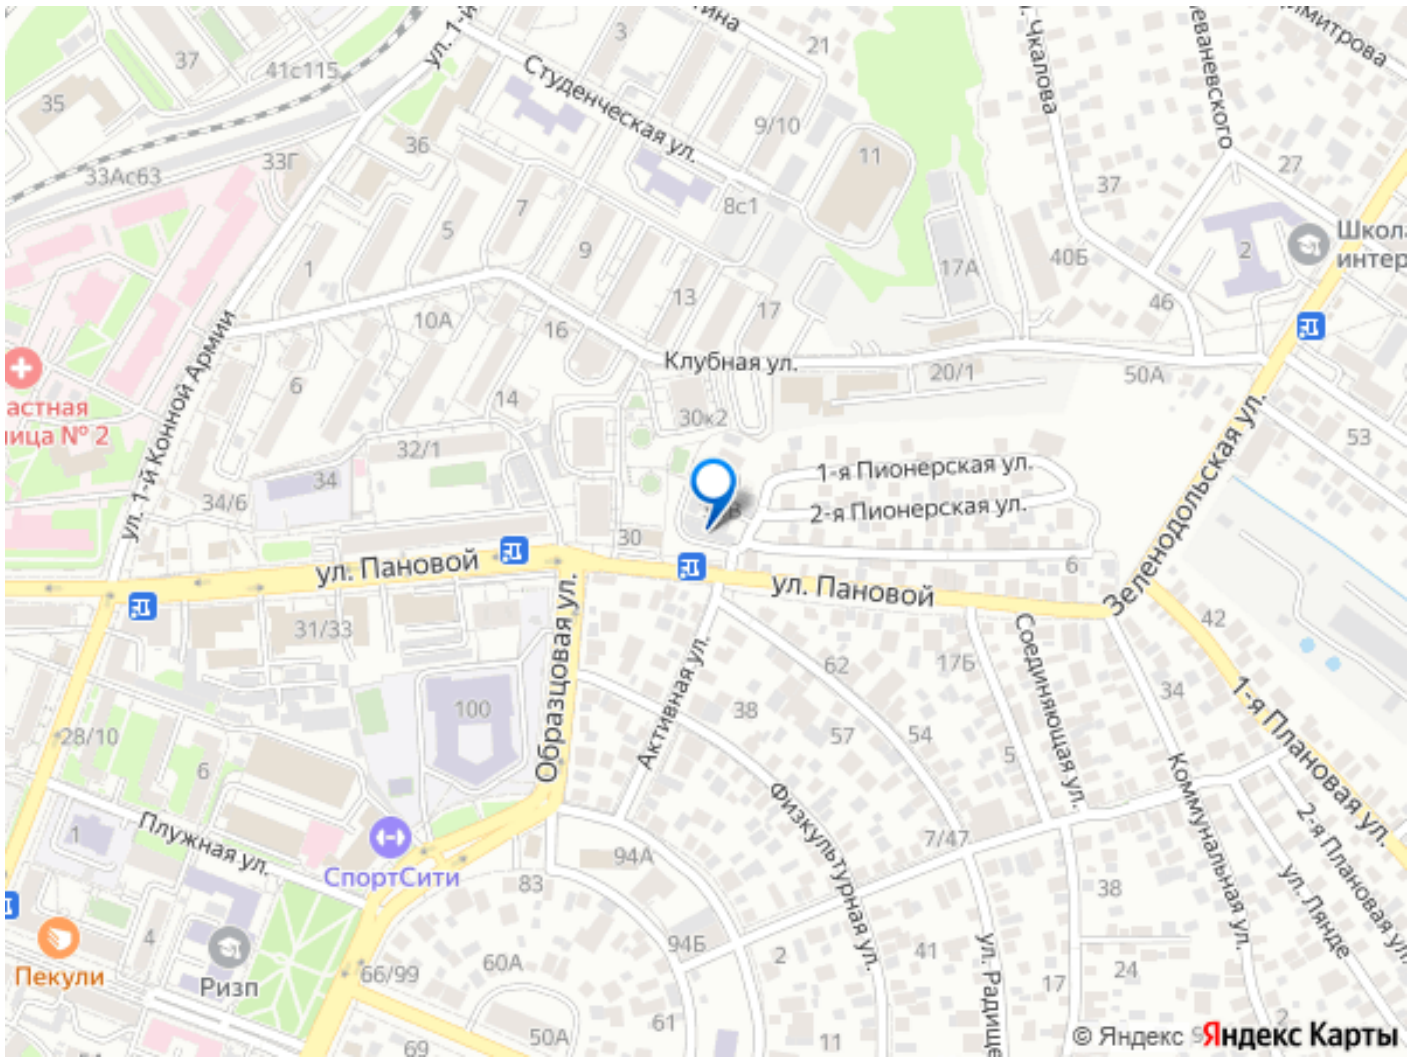 37
41с115
35
ул. 1-й
3
21
Студенческая ул.
9/10
11
8с1
36
33Г
33Ас63
5
7
9
1
13
17
10А
16
6
14
17А
40Б
37
Чкалова
27
2
Школа
интер
46
50А
53
Клубная ул.
20/1
30к2
ул. 1-й Конной Армии
астная
ица № 2
32/1
34
34/6
30
1-я Пионерская ул.
2-я Пионерская ул.
6
Зеленодольская ул.
ул. Пановой
ул. Пановой
31/33
Образцовая ул.
100
Активная ул.
38
62
57
54
17Б
5
Соединяющая ул.
34
42
1-я Плановая ул.
2-я Плановая ул.
Коммунальная ул.
ул. Лянде
28/10
6
1
Плужная ул.
СпортСити
94А
83
Физкультурная ул.
7/47
38
94Б
2
41
24
17
ул. Радище
4
Пекули
Ризп
66/99
60А
50А
61
69
11
© Яндекс
Яндекс Карты